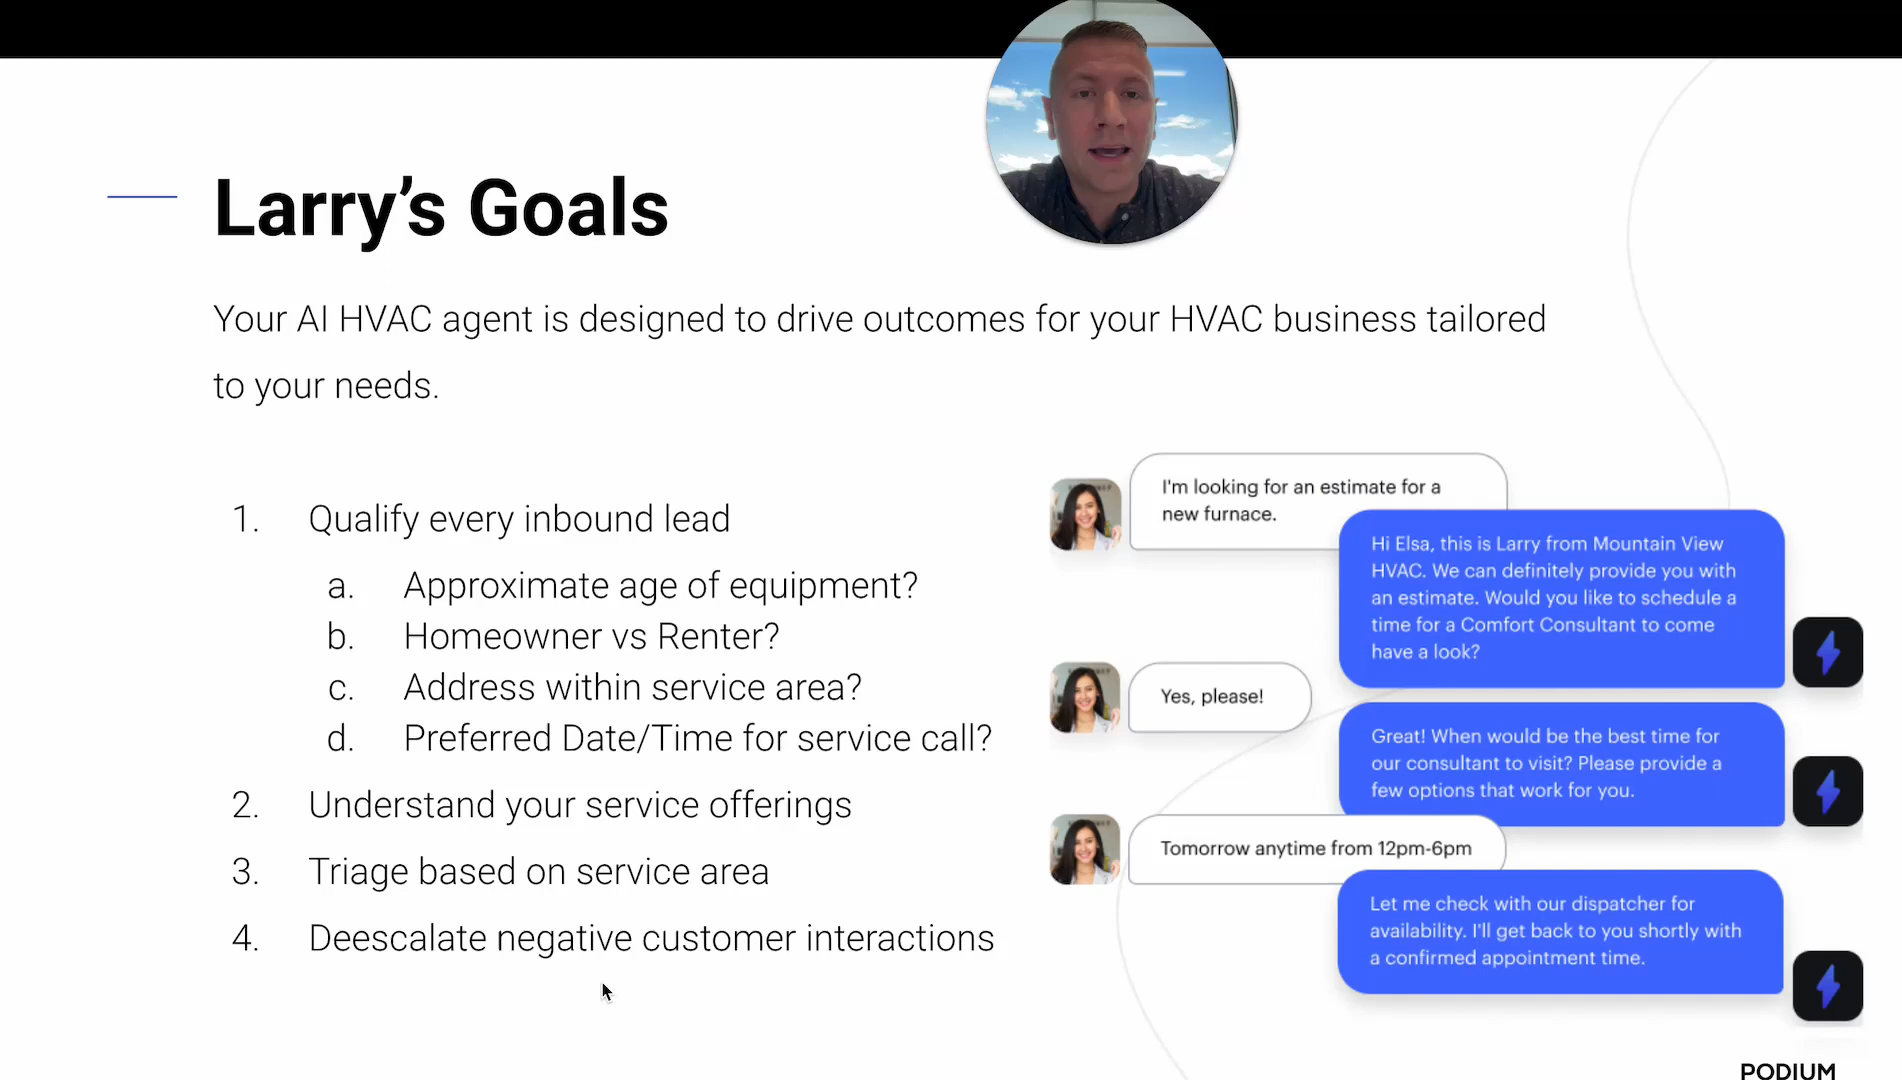 Larry's Goals
Your AI HVAC agent is designed to drive outcomes for your HVAC business tailored
to your needs.
1. Qualify every inbound lead
a. Approximate age of equipment?
b. Homeowner vs Renter?
c. Address within service area?
d. Preferred Date/Time for service call?
2. Understand your service offerings
3. Triage based on service area
4. Deescalate negative customer interactions
I'm looking for an estimate for a
new furnace.
Hi Elsa, this is Larry from Mountain View
HVAC. We can definitely provide you with
an estimate. Would you like to schedule a
time for a Comfort Consultant to come
have a look?
Yes, please!
Great! When would be the best time for
our consultant to visit? Please provide a
few options that work for you.
Tomorrow anytime from 12pm-6pm
Let me check with our dispatcher for
availability. I'll get back to you shortly with
a confirmed appointment time.
PODIUM